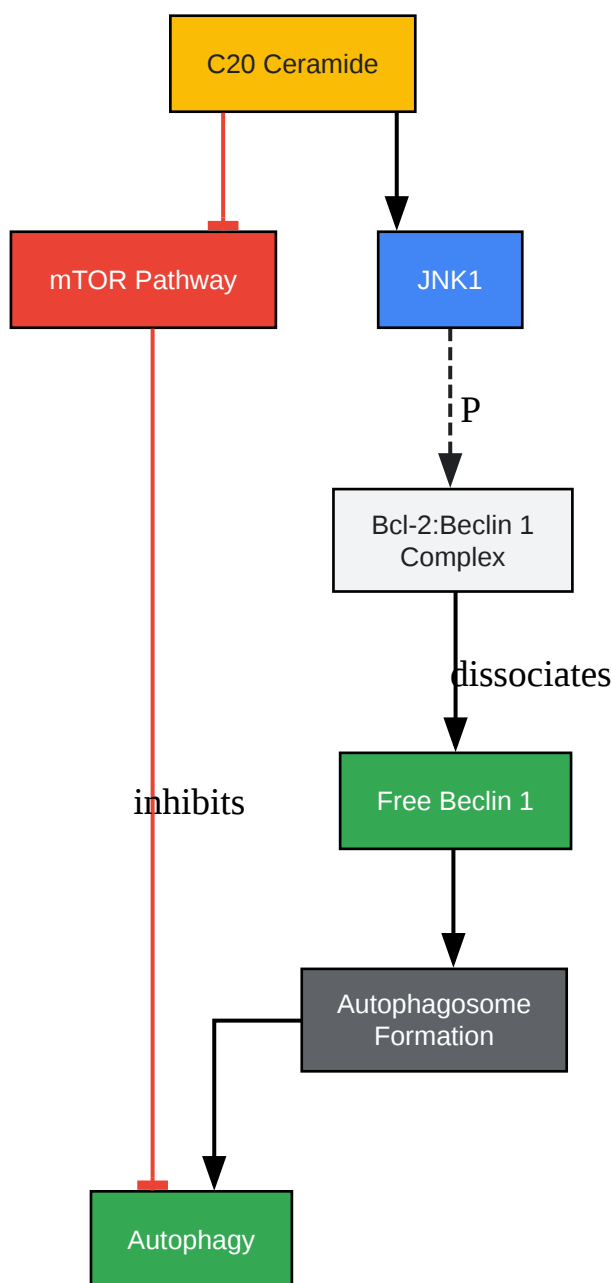 C20 Ceramide
mTOR Pathway
JNK1
P
Bcl-2:Beclin 1
Complex
dissociates
Free Beclin 1
inhibits
Autophagosome
Formation
Autophagy